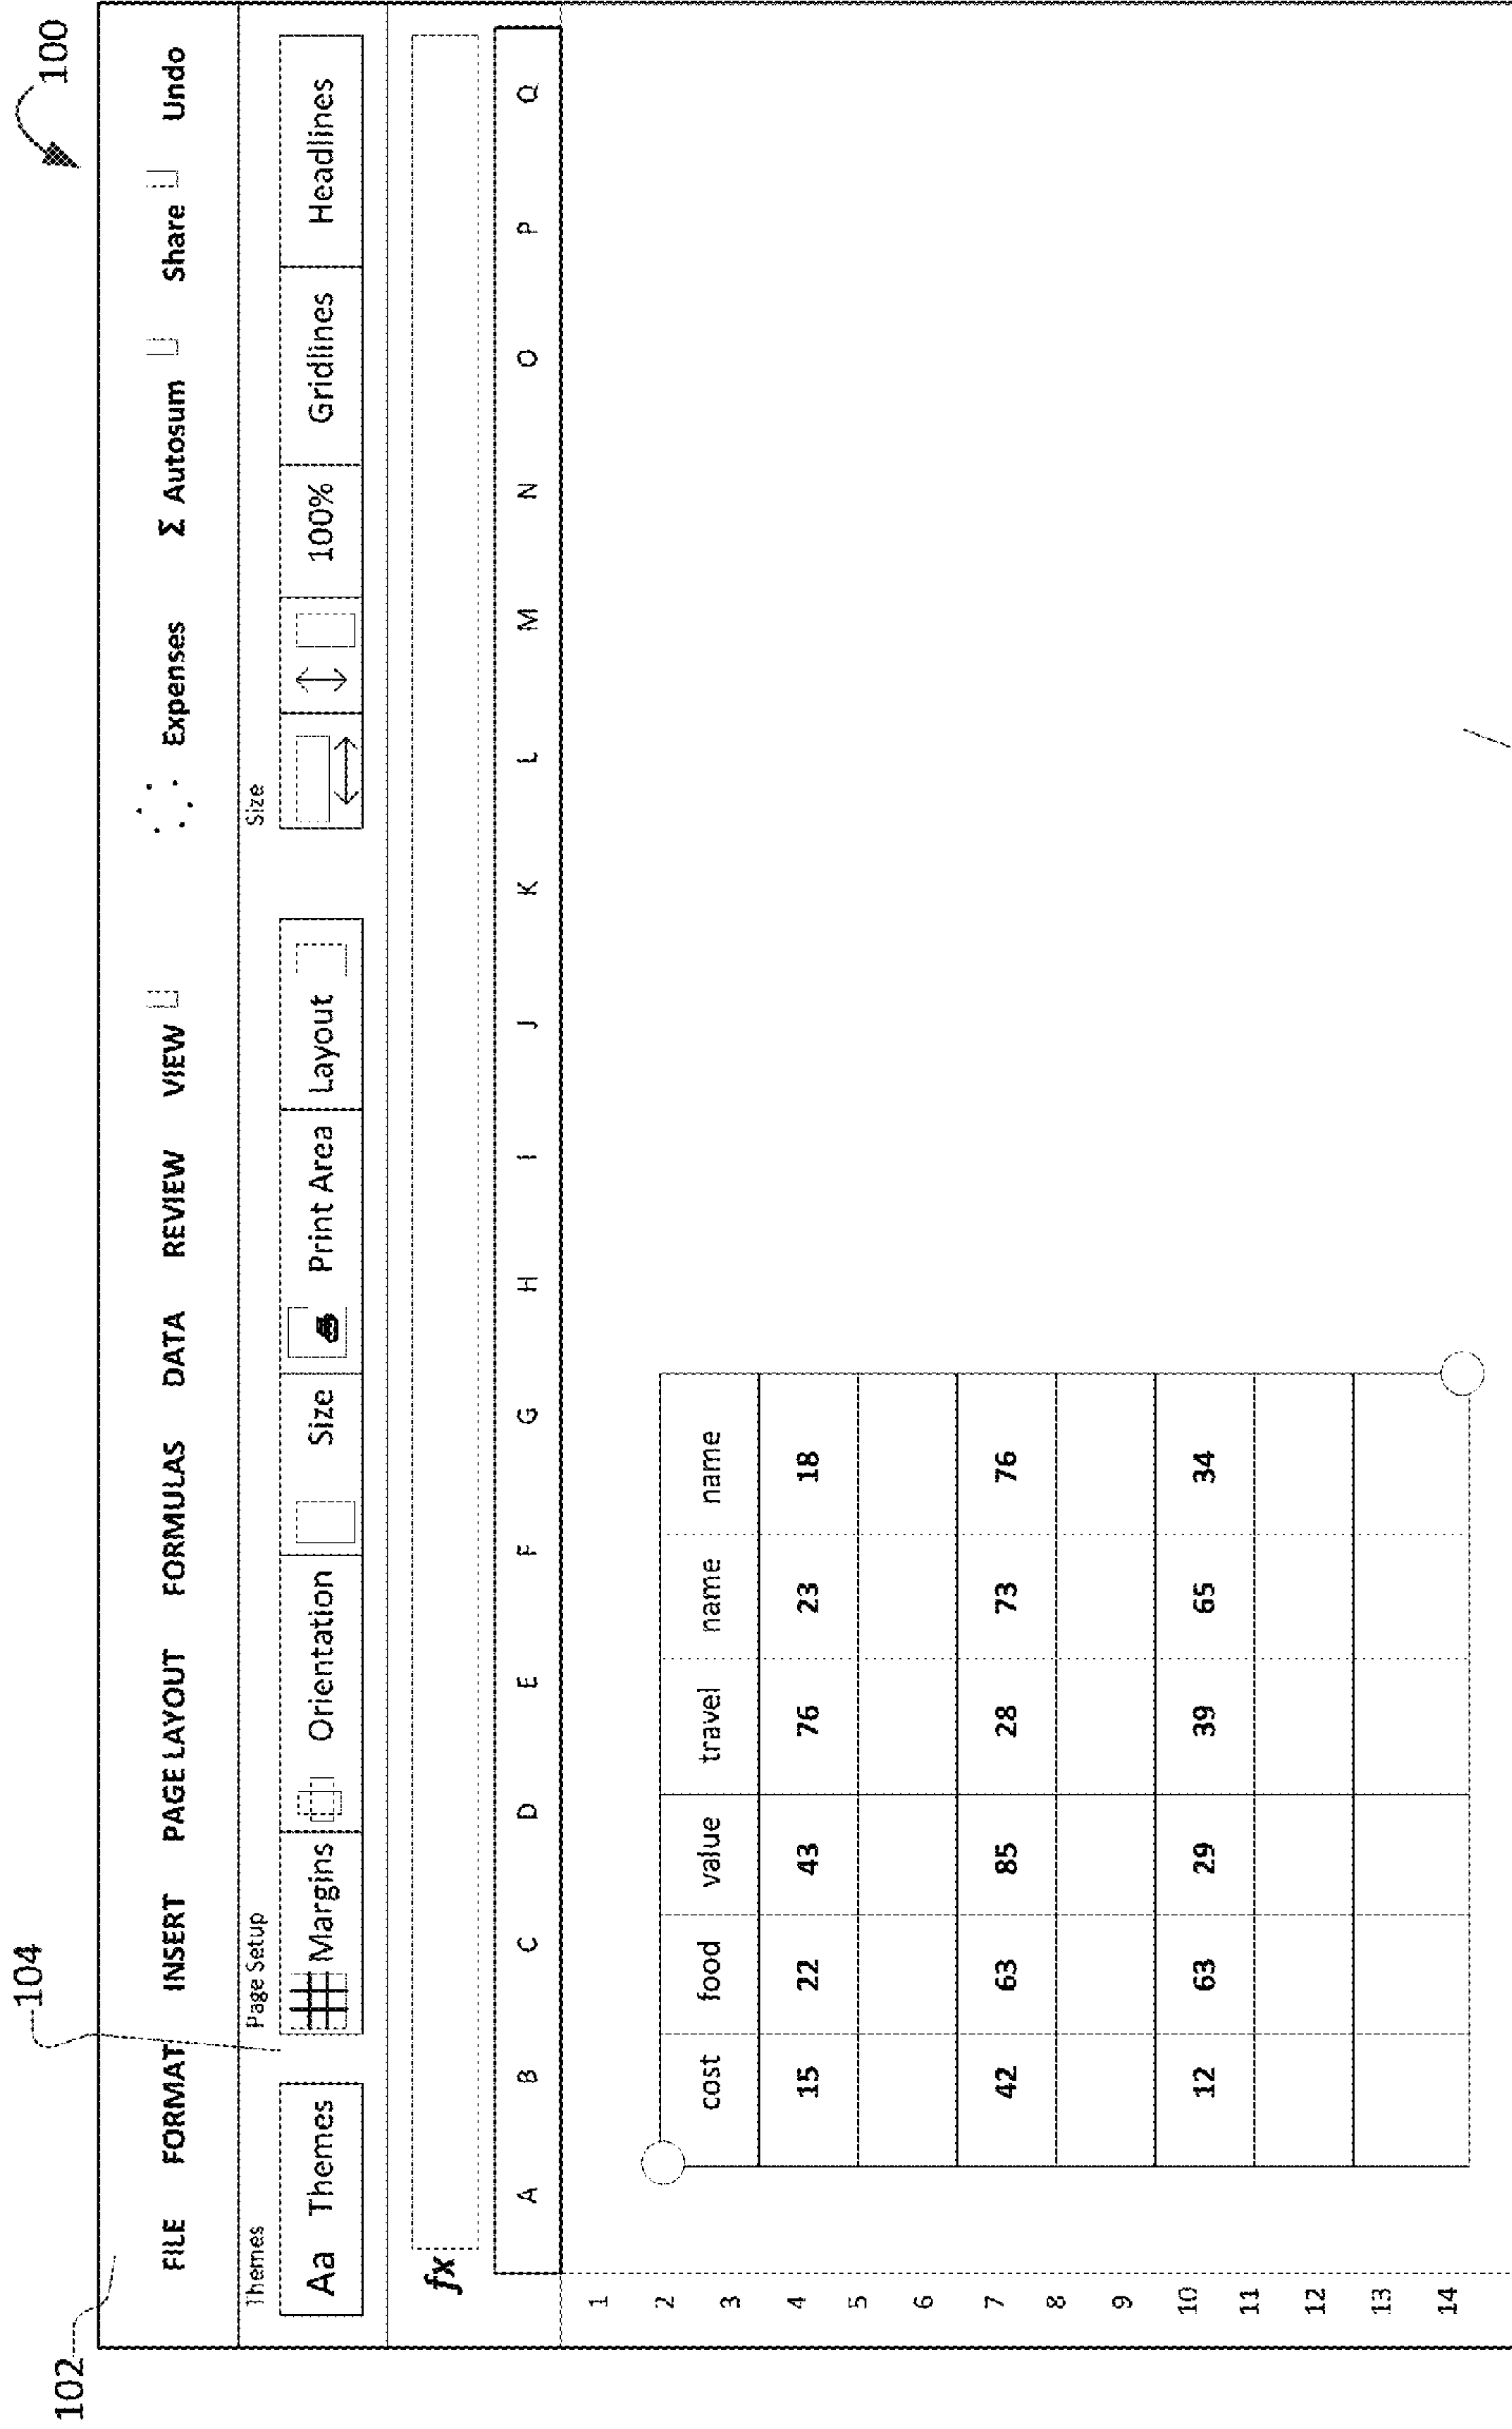 100
104
102
FILE FORMAT INSERT PAGE LAYOUT FORMULAS DATA REVIEW VIEW Expenses Σ Autosum Share Undo
Themes Page Setup Size
Aa Themes Margins Orientation Size Print Area Layout 100% Gridlines Headlines
fx
A B C D E F G H I J K L M N O P Q
1
2
3 cost food value travel name name
4 15 22 43 76 23 18
5
6
7 42 63 85 28 73 76
8
9
10 12 63 29 39 65 34
11
12
13
14